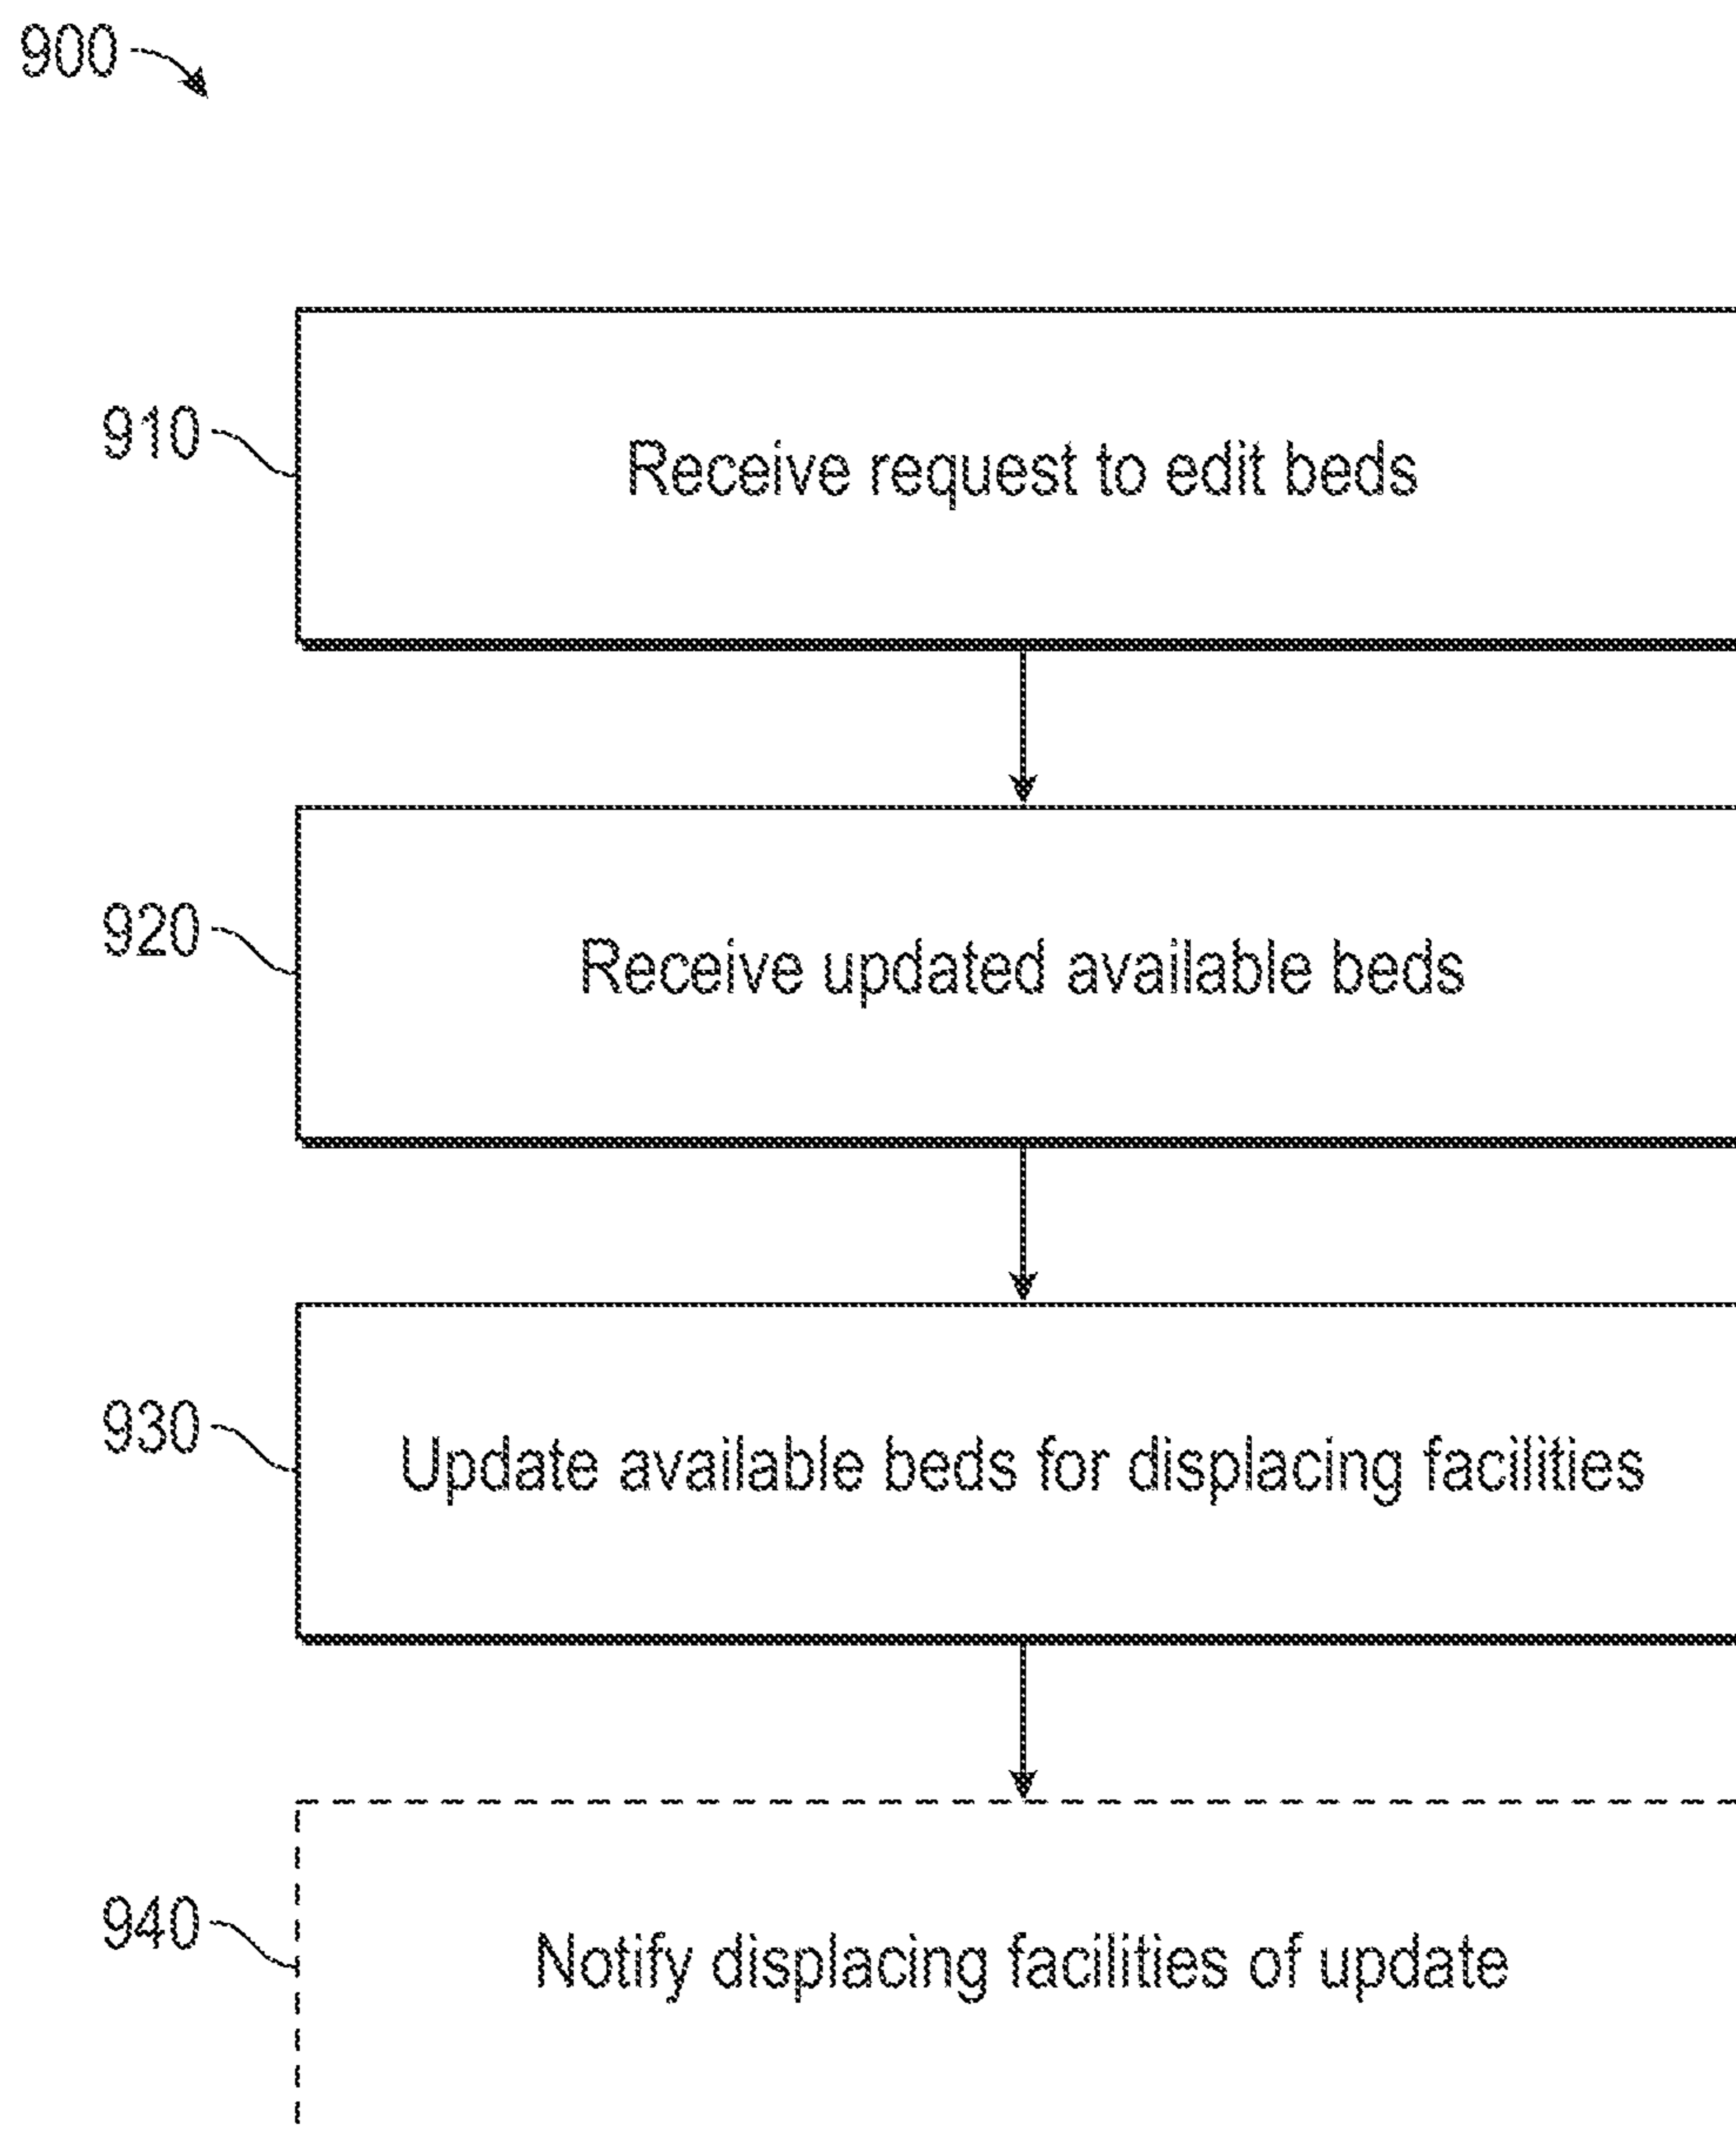 900
910
Receive request to edit beds
920
Receive updated available beds
930
Update available beds for displacing facilities
940
Notify displacing facilities of update